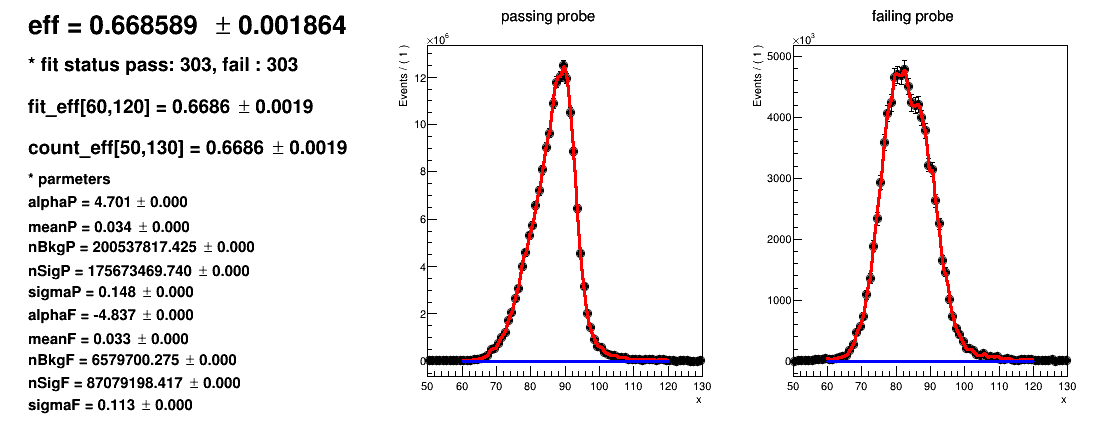 eff = 0.668589 ± 0.001864
* fit status pass: 303, fail : 303
fit_eff[60,120] = 0.6686 ± 0.0019
count_eff[50,130] = 0.6686 ± 0.0019
* parmeters
alphaP = 4.701 ± 0.000
meanP = 0.034 ± 0.000
nBkgP = 200537817.425 ± 0.000
nSigP = 175673469.740 ± 0.000
sigmaP = 0.148 ± 0.000
alphaF = -4.837 ± 0.000
meanF = 0.033 ± 0.000
nBkgF = 6579700.275 ± 0.000
nSigF = 87079198.417 ± 0.000
sigmaF = 0.113 ± 0.000
passing probe
×10⁶
Events / ( 1 )
12
10
8
6
4
2
0
50 60 70 80 90 100 110 120 130
x
failing probe
×10³
Events / ( 1 )
5000
4000
3000
2000
1000
0
50 60 70 80 90 100 110 120 130
x